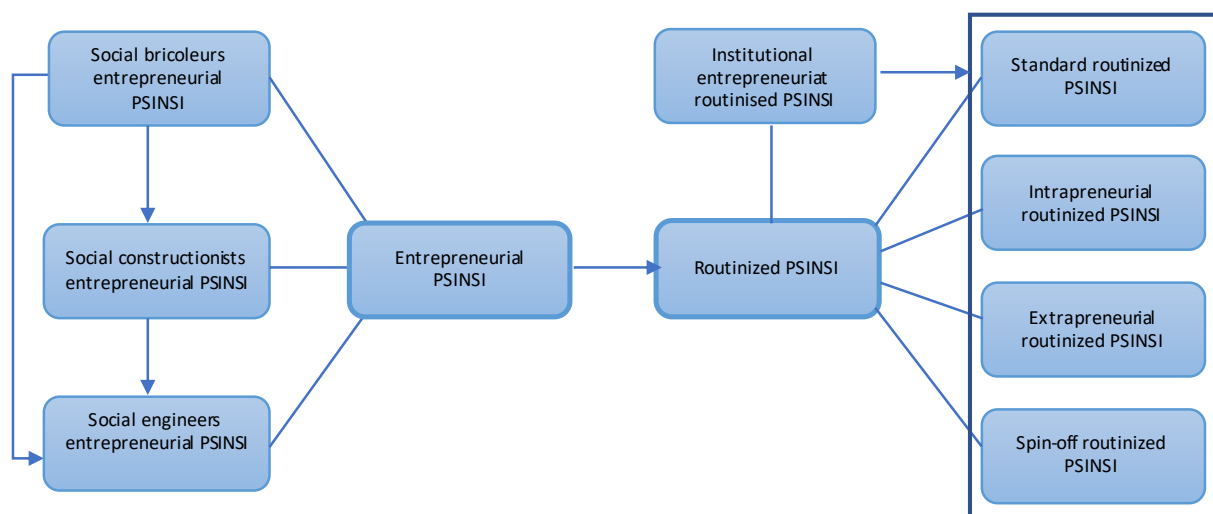 Social bricoleurs
entrepreneurial
PSINSI
Social constructionists
entrepreneurial PSINSI
Social engineers
entrepreneurial PSINSI
Entrepreneurial
PSINSI
Institutional
entrepreneuriat
routinised PSINSI
Routinized PSINSI
Standard routinized
PSINSI
Intrapreneurial
routinized PSINSI
Extrapreneurial
routinized PSINSI
Spin-off routinized
PSINSI